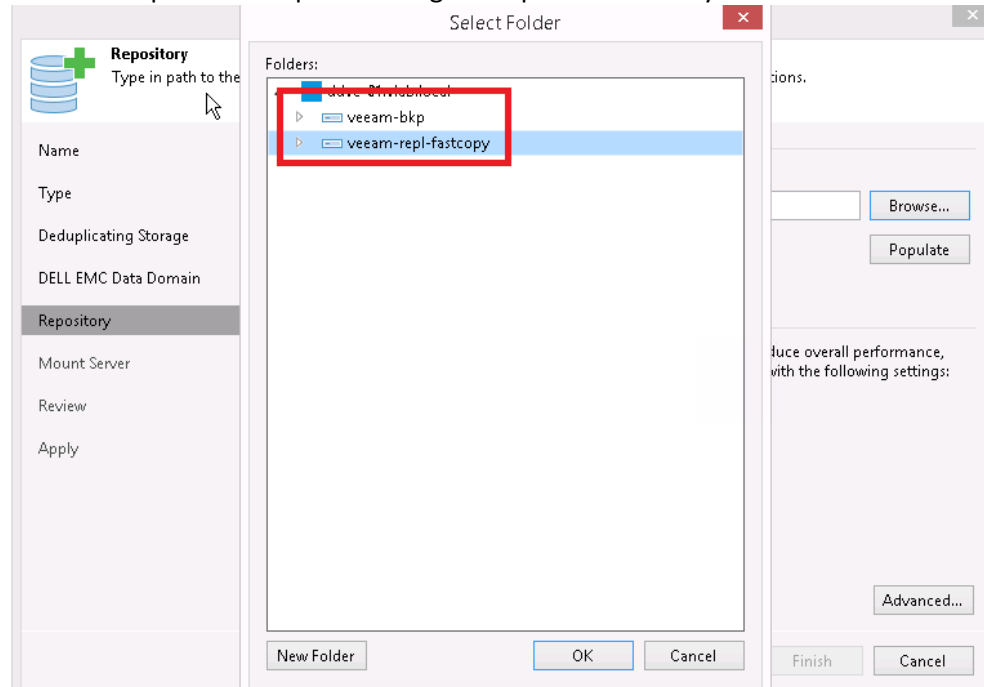 Select Folder
Repository
Type in path to the
tions.
Folders:
veeam-bkp
veeam-repl-fastcopy
Name
Type
Browse...
Deduplicating Storage
Populate
DELL EMC Data Domain
Repository
Mount Server
duce overall performance,
with the following settings:
Review
Apply
Advanced...
New Folder
OK
Cancel
Finish
Cancel